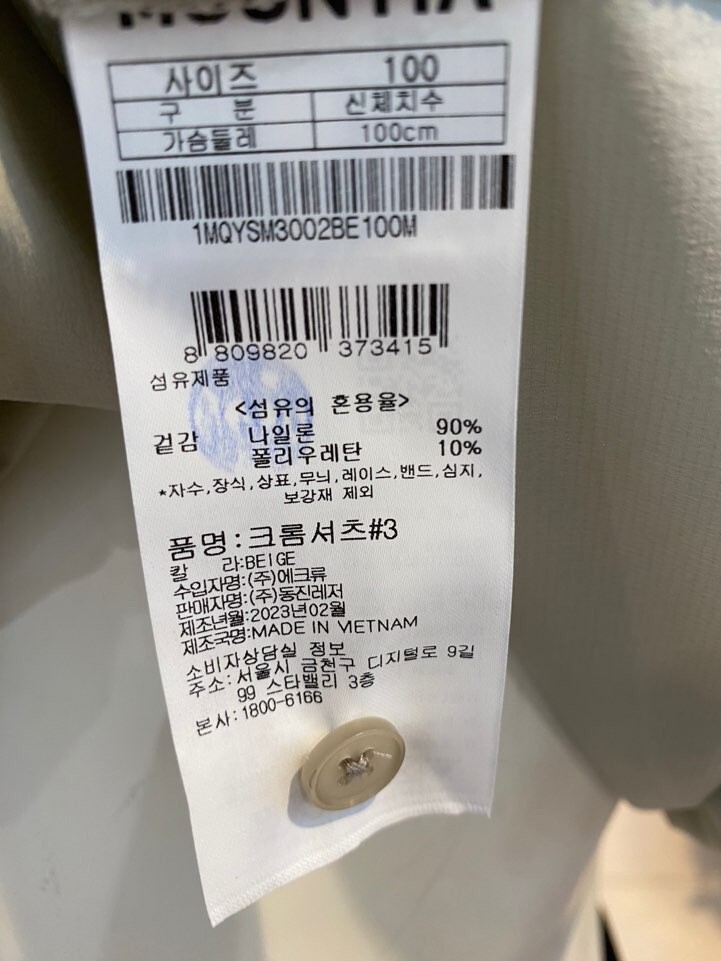 MOUNTIA
사이즈 100
구 분 신체치수
가슴둘레 100cm
1MQYSM3002BE100M
8 809820 373415
섬유제품
<섬유의 혼용율>
겉감 나일론 90%
폴리우레탄 10%
*자수,장식,상표,무늬,레이스,밴드,심지,
보강재 제외
품명:크롬셔츠#3
칼 라:BEIGE
수입자명:(주)에크류
판매자명:(주)동진레저
제조년월:2023년02월
제조국명:MADE IN VIETNAM
소비자상담실 정보
주소:서울시 금천구 디지털로 9길
99 스타밸리 3층
본사:1800-6166